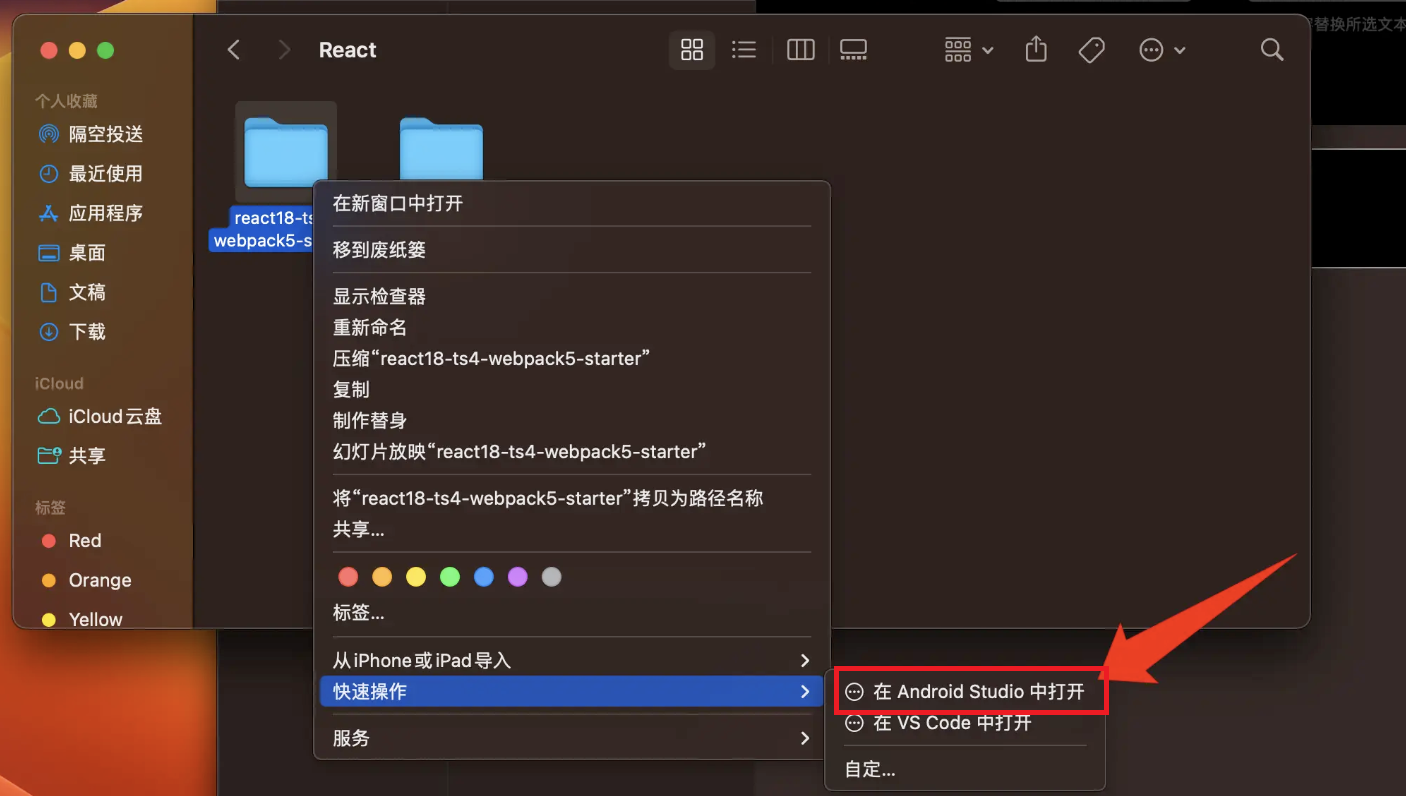 React
替换所选文本
个人收藏
隔空投送
最近使用
应用程序
桌面
文稿
下载
iCloud
iCloud云盘
共享
标签
Red
Orange
Yellow
react18-ts
webpack5-s
在新窗口中打开
移到废纸篓
显示检查器
重新命名
压缩“react18-ts4-webpack5-starter”
复制
制作替身
幻灯片放映“react18-ts4-webpack5-starter”
将“react18-ts4-webpack5-starter”拷贝为路径名称
共享...
标签...
从iPhone或iPad导入
快速操作
服务
在 Android Studio 中打开
在 VS Code 中打开
自定...